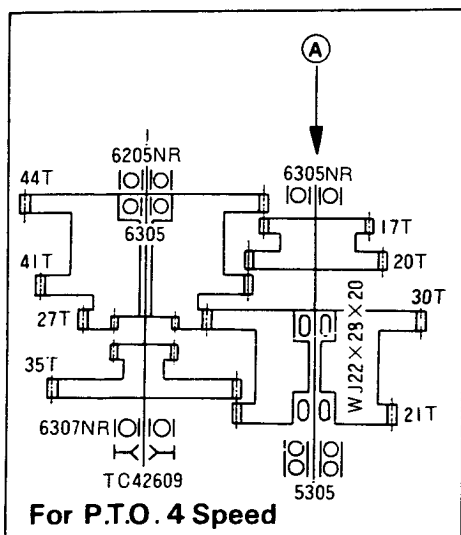 A
6205NR
6305NR
44T
6305
17T
41T
20T
27T
30T
WJ22×28×20
35T
21T
6307NR
TC42609
5305
For P.T.O. 4 Speed